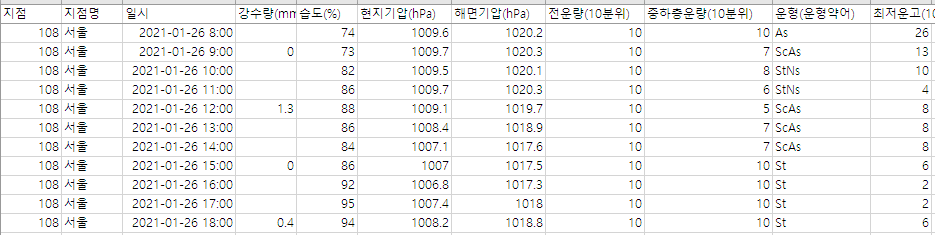 지점 지점명 일시 강수량(mm 습도(%) 현지기압(hPa) 해면기압(hPa) 전운량(10분위) 중하층운량(10분위) 운형(운형약어) 최저운고(10
108 서울 2021-01-26 8:00 74 1009.6 1020.2 10 10 As 26
108 서울 2021-01-26 9:00 0 73 1009.7 1020.3 10 7 ScAs 13
108 서울 2021-01-26 10:00 82 1009.5 1020.1 10 8 StNs 10
108 서울 2021-01-26 11:00 86 1009.7 1020.3 10 6 StNs 4
108 서울 2021-01-26 12:00 1.3 88 1009.1 1019.7 10 5 ScAs 8
108 서울 2021-01-26 13:00 86 1008.4 1018.9 10 7 ScAs 8
108 서울 2021-01-26 14:00 84 1007.1 1017.6 10 7 ScAs 8
108 서울 2021-01-26 15:00 0 86 1007 1017.5 10 10 St 6
108 서울 2021-01-26 16:00 92 1006.8 1017.3 10 10 St 2
108 서울 2021-01-26 17:00 95 1007.4 1018 10 10 St 2
108 서울 2021-01-26 18:00 0.4 94 1008.2 1018.8 10 10 St 6